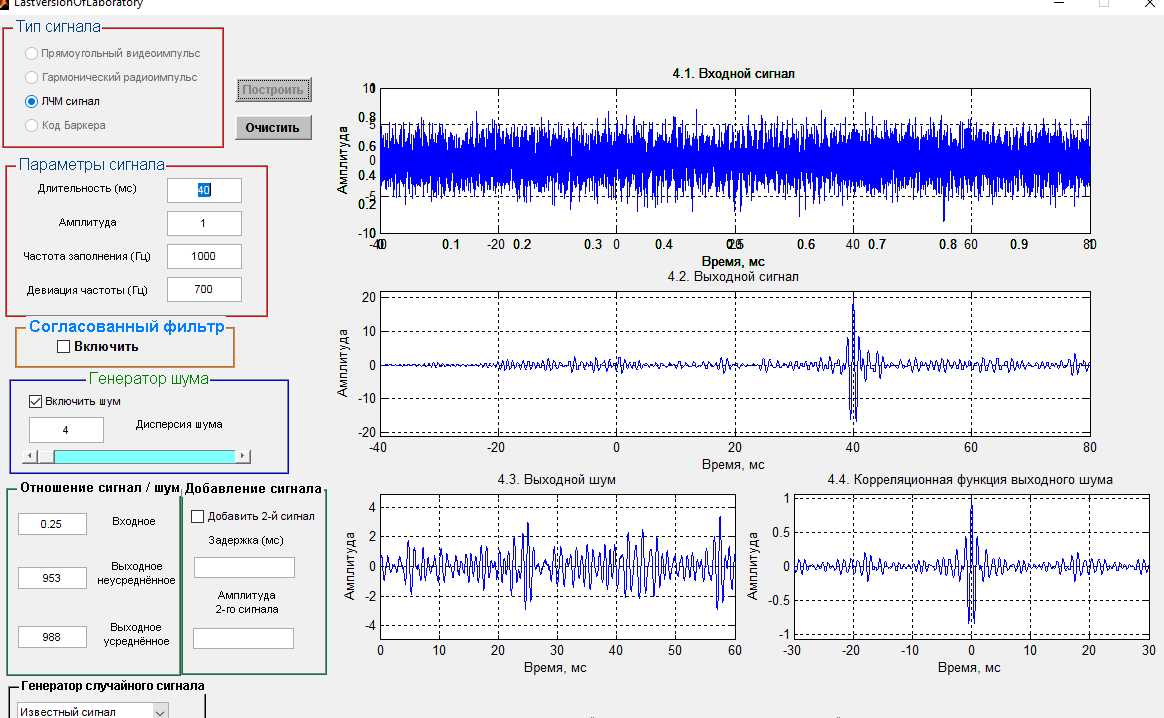 LastVersionOfLaboratory
Тип сигнала
Прямоугольный видеоимпульс
Гармонический радиоимпульс
ЛЧМ сигнал
Код Баркера
Построить
Очистить
Параметры сигнала
Длительность (мс)
40
Амплитуда
1
Частота заполнения (Гц)
1000
Девиация частоты (Гц)
700
Согласованный фильтр
Включить
Генератор шума
Включить шум
4
Дисперсия шума
Отношение сигнал / шум
0.25
Входное
953
Выходное
неусреднённое
988
Выходное
усреднённое
Добавление сигнала
Добавить 2-й сигнал
Задержка (мс)
Амплитуда
2-го сигнала
Генератор случайного сигнала
Известный сигнал
4.1. Входной сигнал
Амплитуда
0.8
5
0.6
0
0.4
-5
0.2
-10
0.1
-20
0.2
0.3
0
0.4
0.6
40
0.7
0.8
60
0.9
Время, мс
4.2. Выходной сигнал
Амплитуда
20
10
0
-10
-20
-40 -20 0 20 40 60 80
Время, мс
4.3. Выходной шум
Амплитуда
4
2
0
-2
-4
0 10 20 30 40 50 60
Время, мс
4.4. Корреляционная функция выходного шума
Амплитуда
1
0.5
0
-0.5
-1
-30 -20 -10 0 10 20 30
Время, мс